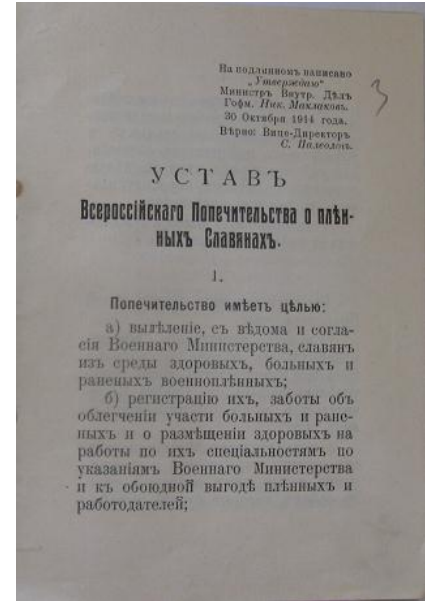 3
На подлинномъ написано
„Утверждаю“
Министръ Внутр. Дѣлъ
Гофм. Ник. Маклаковъ.
30 Октября 1914 года.
Вѣрно: Вице-Директоръ
С. Палеологъ.
УСТАВЪ
Всероссійскаго Попечительства о плѣн-
ныхъ Славянахъ.
1.
Попечительство имѣетъ цѣлью:
а) выдѣленіе, съ вѣдома и согла-
сія Военнаго Министерства, славянъ
изъ среды здоровыхъ, больныхъ и
раненыхъ военноплѣнныхъ;
б) регистрацію ихъ, заботы объ
облегченіи участи больныхъ и ране-
ныхъ и о размѣщеніи здоровыхъ на
работы по ихъ спеціальностямъ по
указаніямъ Военнаго Министерства
и къ обоюдной выгодѣ плѣнныхъ и
работодателей;